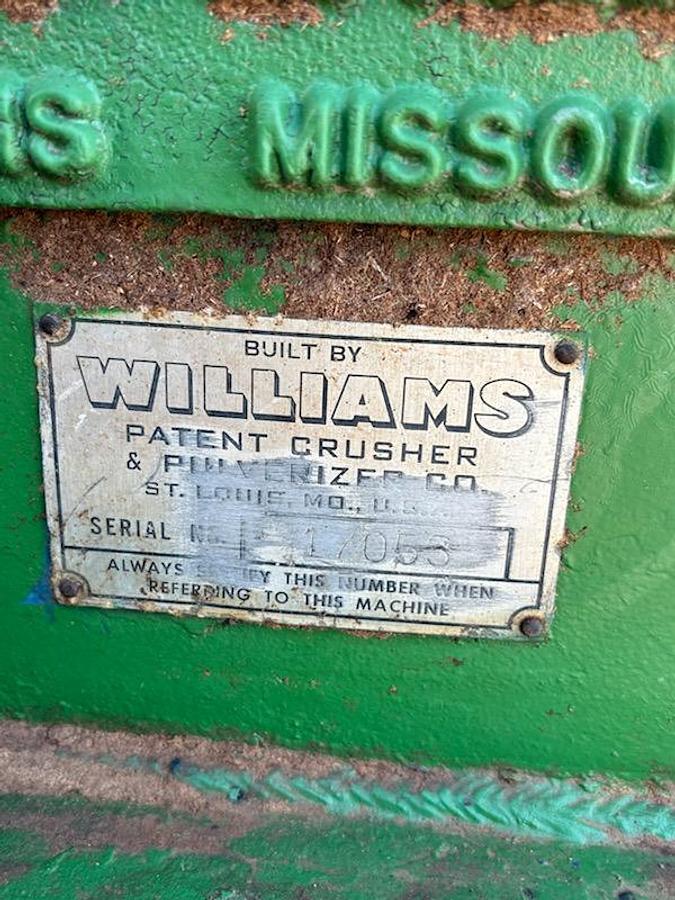 IS MISSOU
BUILT BY
WILLIAMS
PATENT CRUSHER
& PULVERIZER CO.
ST. LOUIS, MO., U.S.
SERIAL NO.
ALWAYS SPECIFY THIS NUMBER WHEN
REFERRING TO THIS MACHINE